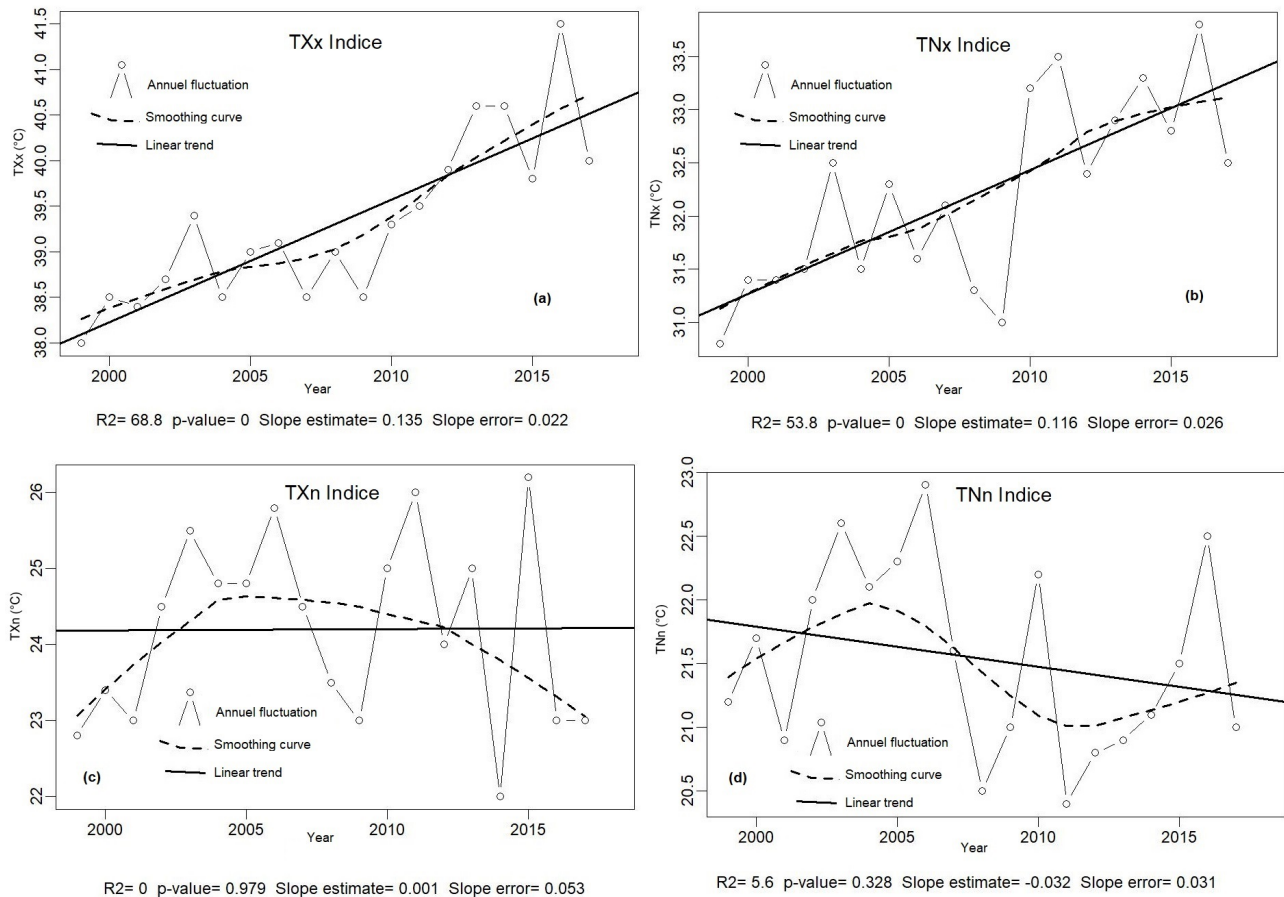 TXx Indice
Annuel fluctuation
Smoothing curve
Linear trend
(a)
TXx (°C)
38.0 38.5 39.0 39.5 40.0 40.5 41.0 41.5
2000 2005 2010 2015
Year
R2= 68.8 p-value= 0 Slope estimate= 0.135 Slope error= 0.022
TNx Indice
Annuel fluctuation
Smoothing curve
Linear trend
(b)
TNx (°C)
31.0 31.5 32.0 32.5 33.0 33.5
2000 2005 2010 2015
Year
R2= 53.8 p-value= 0 Slope estimate= 0.116 Slope error= 0.026
TXn Indice
Annuel fluctuation
Smoothing curve
Linear trend
(c)
TXn (°C)
22 23 24 25 26
2000 2005 2010 2015
Year
R2= 0 p-value= 0.979 Slope estimate= 0.001 Slope error= 0.053
TNn Indice
Annuel fluctuation
Smoothing curve
Linear trend
(d)
TNn (°C)
20.5 21.0 21.5 22.0 22.5 23.0
2000 2005 2010 2015
Year
R2= 5.6 p-value= 0.328 Slope estimate= -0.032 Slope error= 0.031